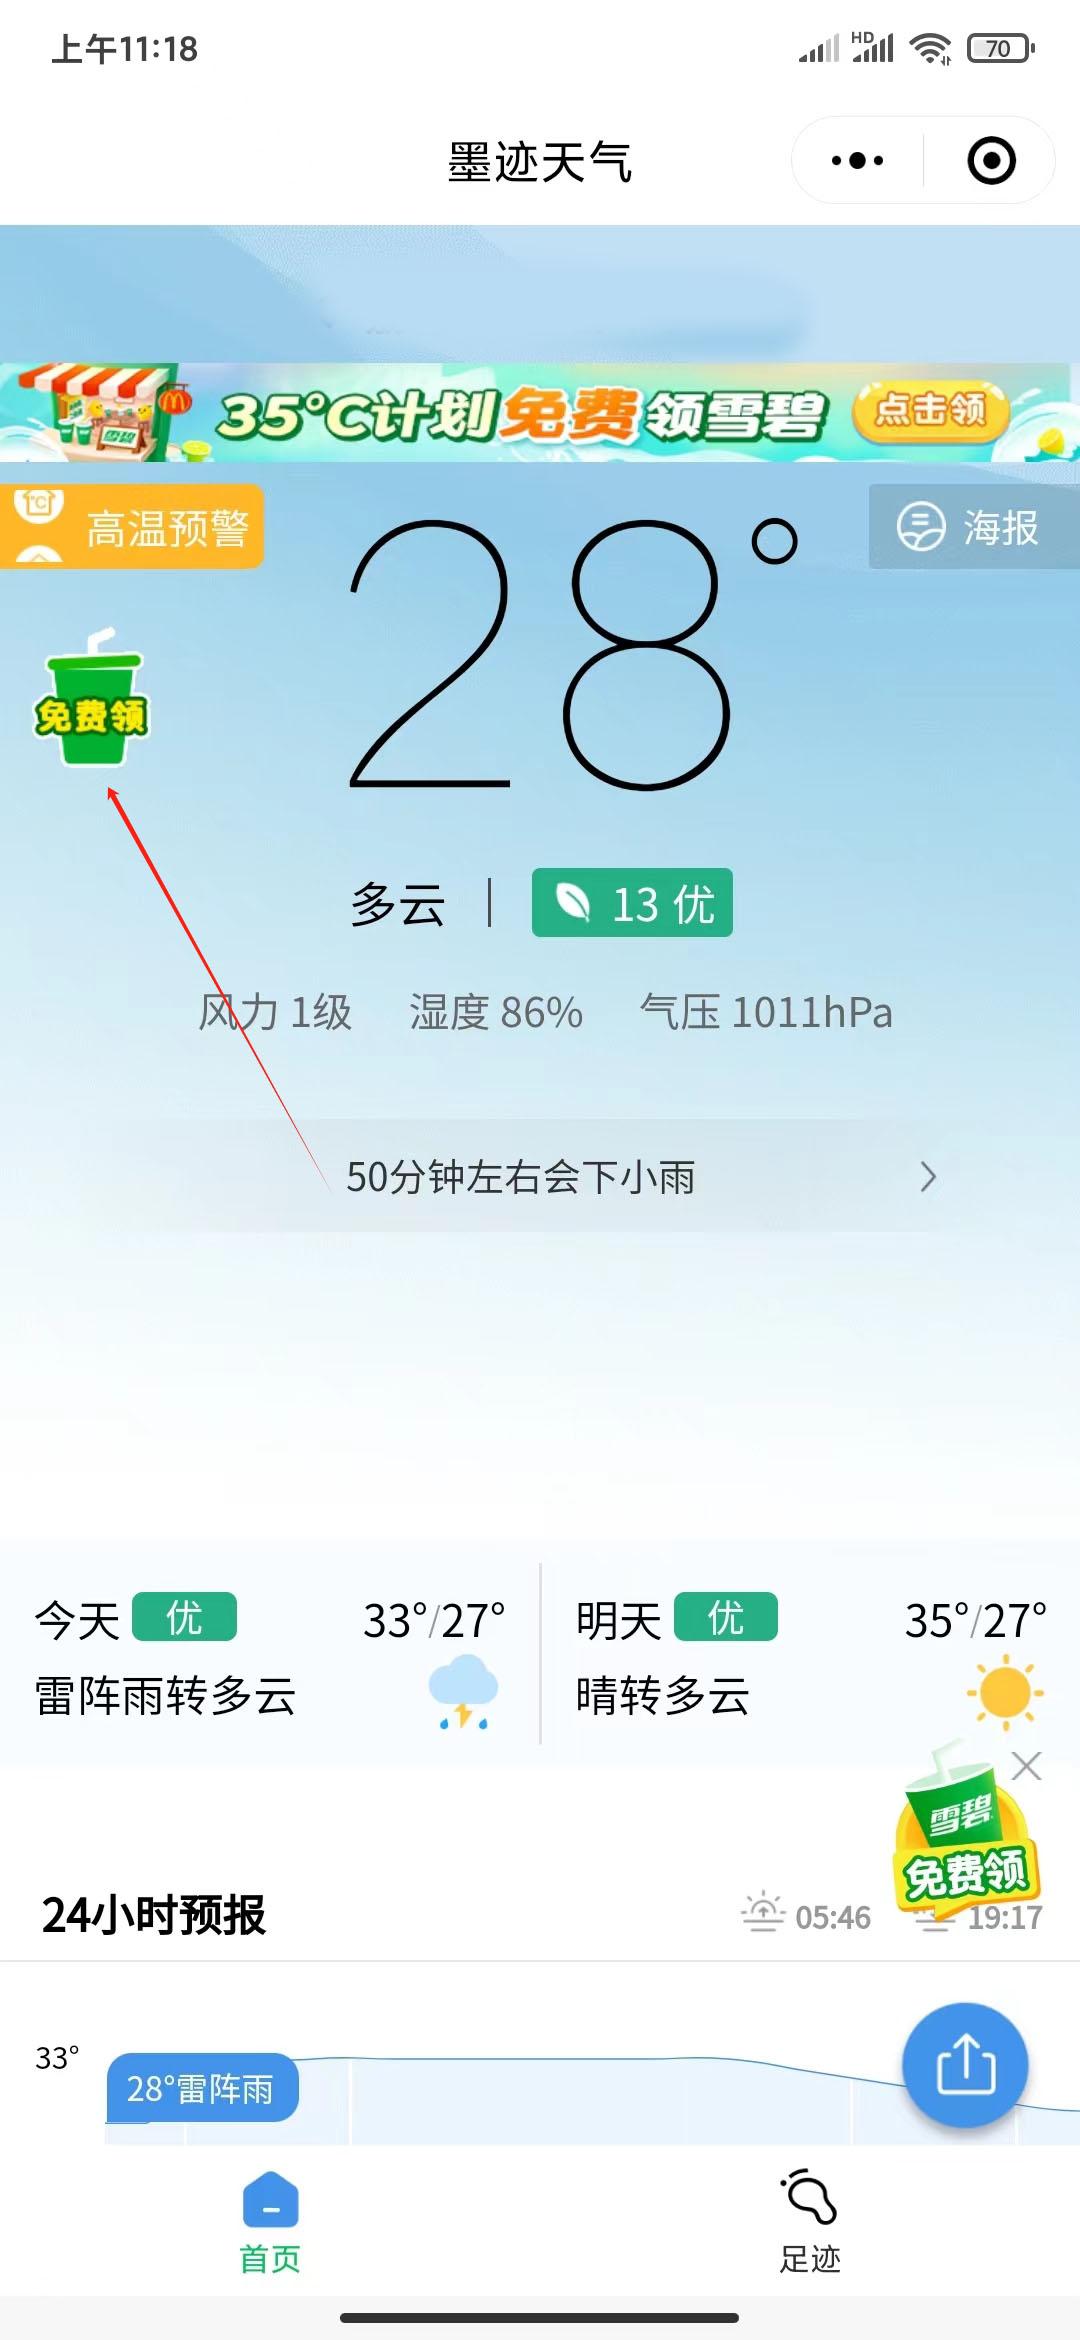 上午11:18
HD
70
墨迹天气
35°C计划免费领雪碧
点击领
雪碧
高温预警
°C
28°
海报
免费领
多云
13 优
风力 1级 湿度 86% 气压 1011hPa
50分钟左右会下小雨
今天 优 33°/27°
雷阵雨转多云
明天 优 35°/27°
晴转多云
雪碧
免费领
24小时预报
05:46
19:17
33°
28°雷阵雨
首页
足迹